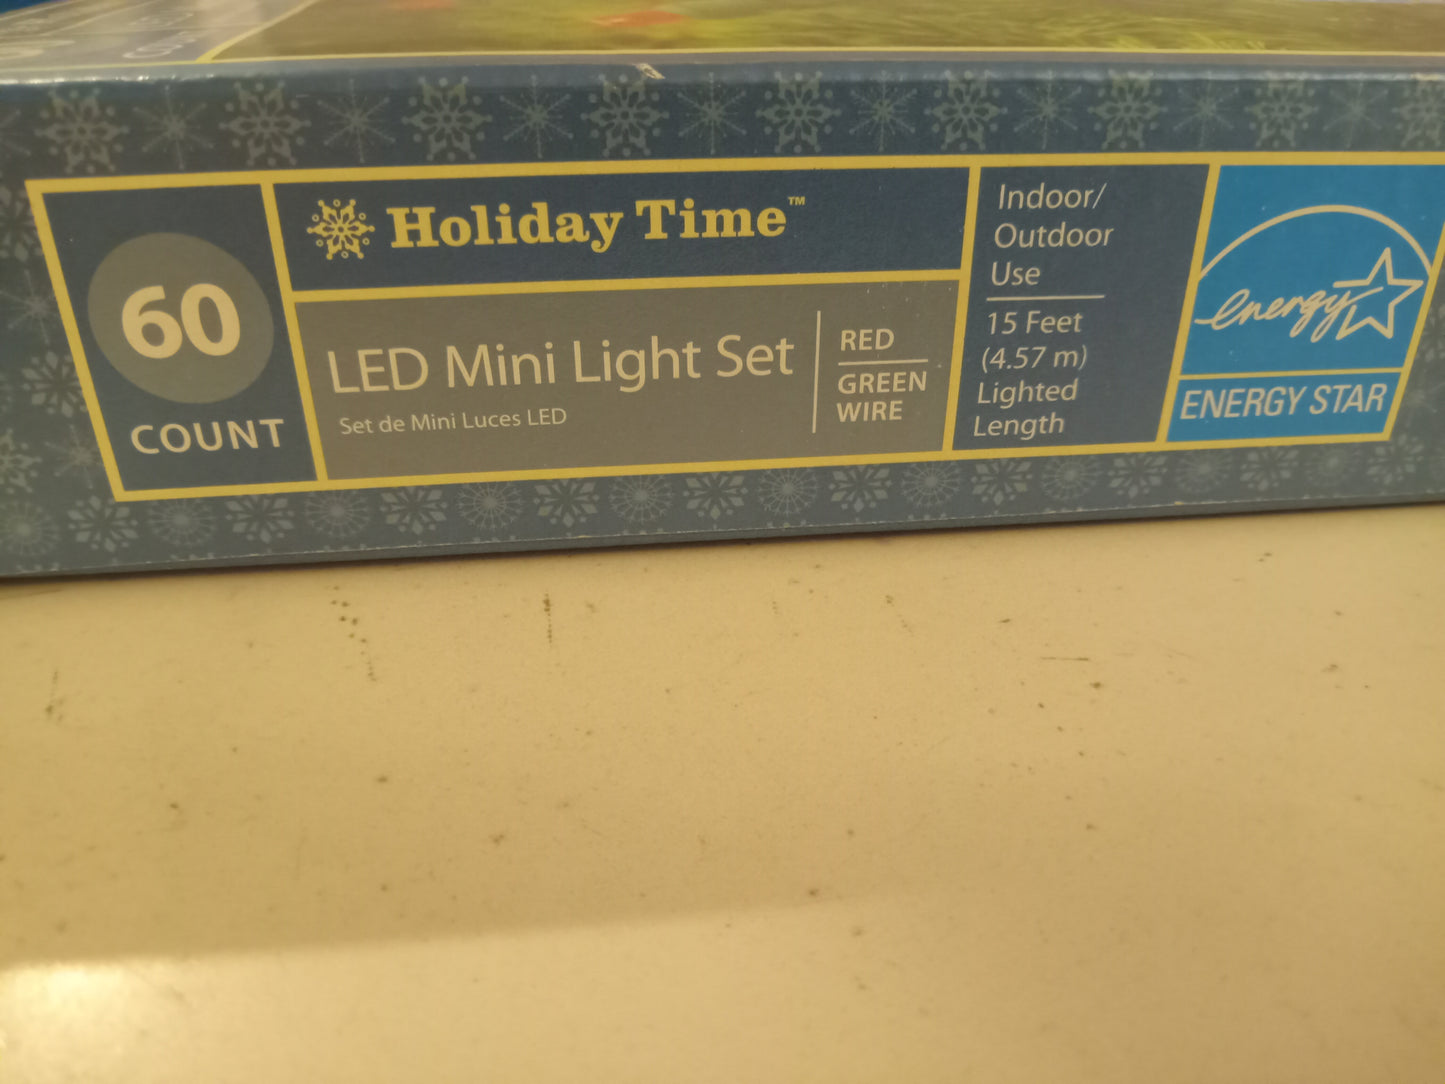 60
COUNT
Holiday Time™
LED Mini Light Set
Set de Mini Luces LED
RED
GREEN
WIRE
Indoor/
Outdoor
Use
15 Feet
(4.57 m)
Lighted
Length
energy
ENERGY STAR